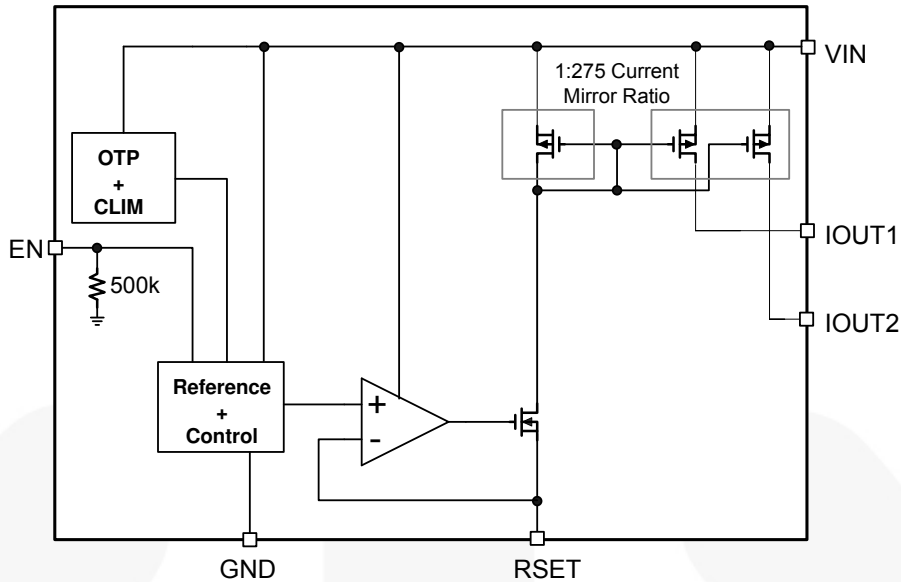 VIN
1:275 Current
Mirror Ratio
OTP
+
CLIM
EN
500k
IOUT1
IOUT2
Reference
+
Control
+
-
GND
RSET